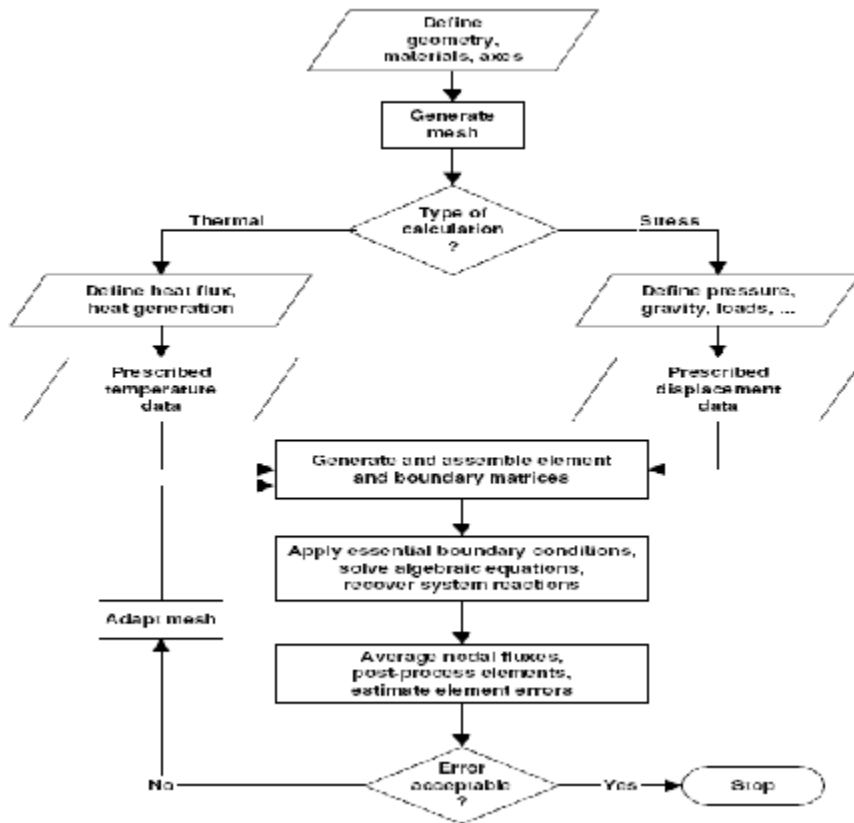 Define
geometry,
materials, axes
Generate
mesh
Type of
calculation
?
Thermal
Stress
Define heat flux,
heat generation
Define pressure,
gravity, loads, ...
Prescribed
temperature
data
Prescribed
displacement
data
Generate and assemble element
and boundary matrices
Apply essential boundary conditions,
solve algebraic equations,
recover system reactions
Adapt mesh
Average nodal fluxes,
post-process elements,
estimate element errors
Error
acceptable
?
No
Yes
Stop